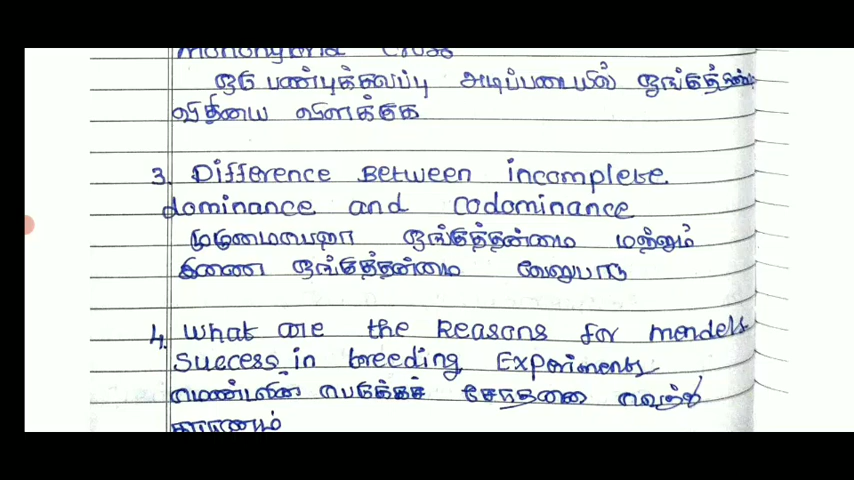 monohybrid cross
ஒரு பண்புக்கலப்பு அடிப்படையில் ஓங்குத்தன்மை
விதியை விளக்குக
3. Difference Between incomplete
dominance and codominance
முழுமைபெறா ஓங்குத்தன்மை மற்றும்
இணை ஓங்குத்தன்மை வேறுபாடு
4. What are the Reasons for mendels
Success in breeding Experiments
மெண்டலின் பெருக்கச் சோதனை வெற்றி
காரணம்